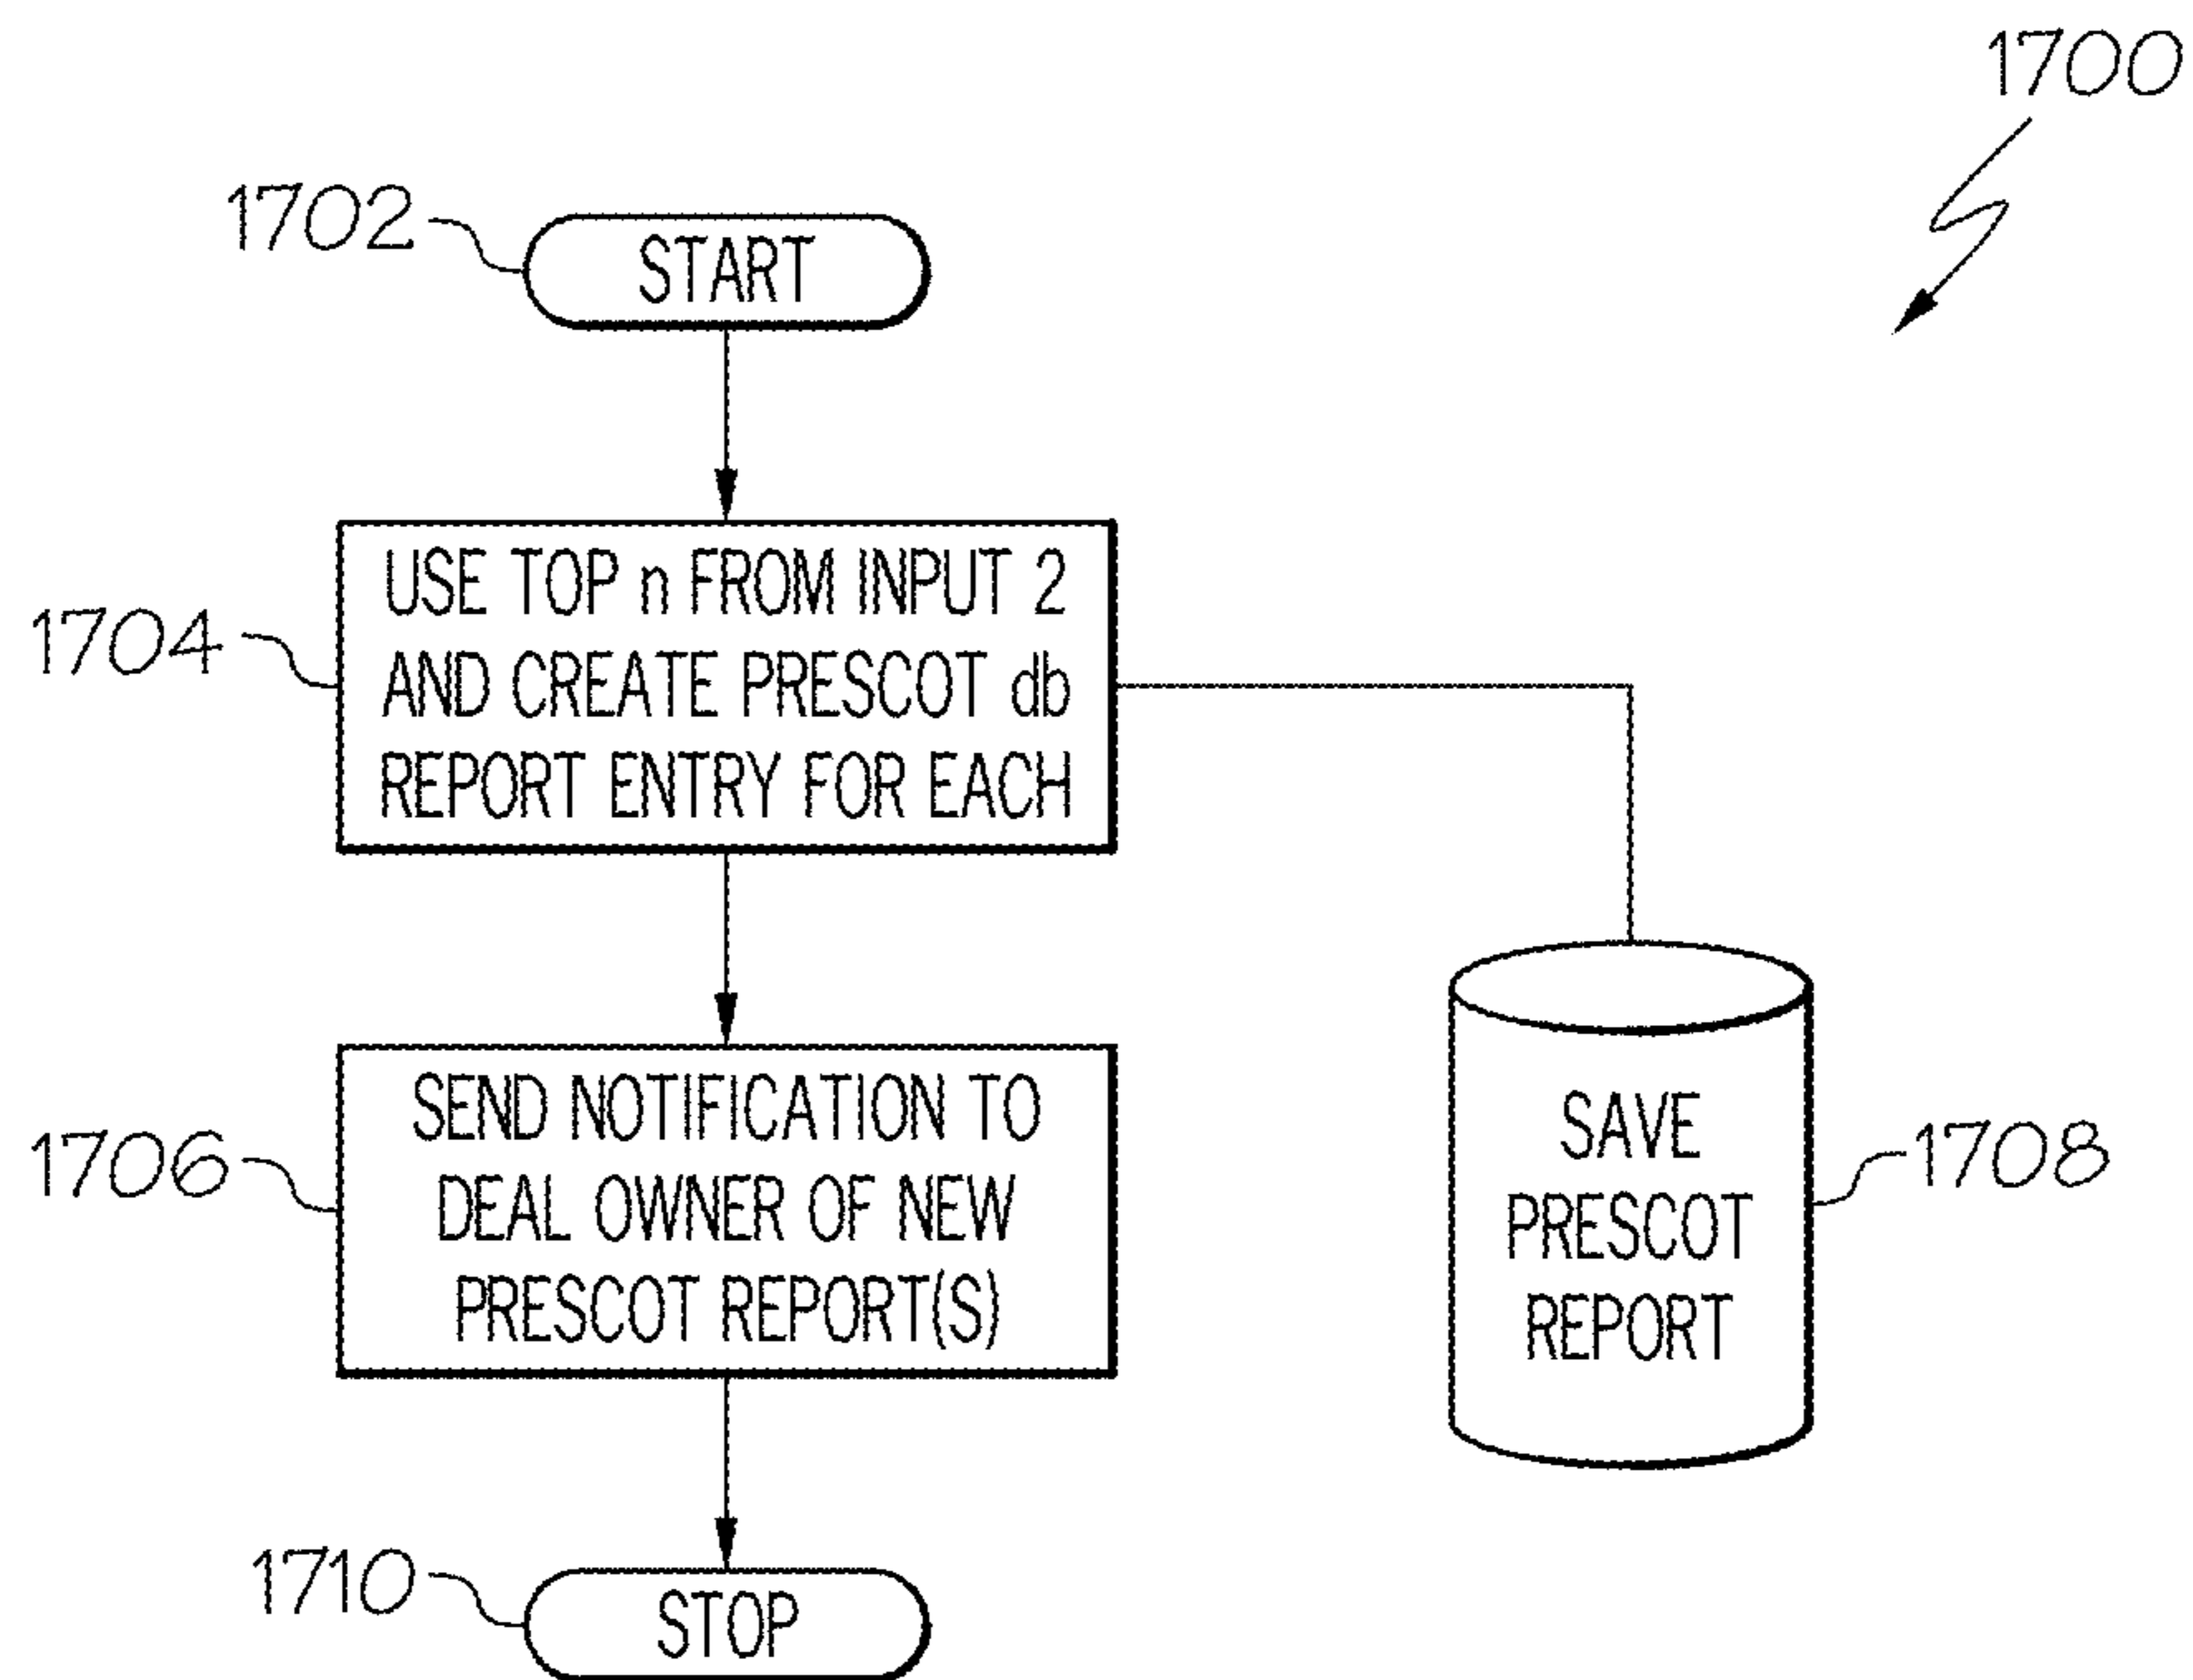 1700
1702
START
1704
USE TOP n FROM INPUT 2
AND CREATE PRESCOT db
REPORT ENTRY FOR EACH
1706
SEND NOTIFICATION TO
DEAL OWNER OF NEW
PRESCOT REPORT(S)
SAVE
PRESCOT
REPORT
1708
1710
STOP